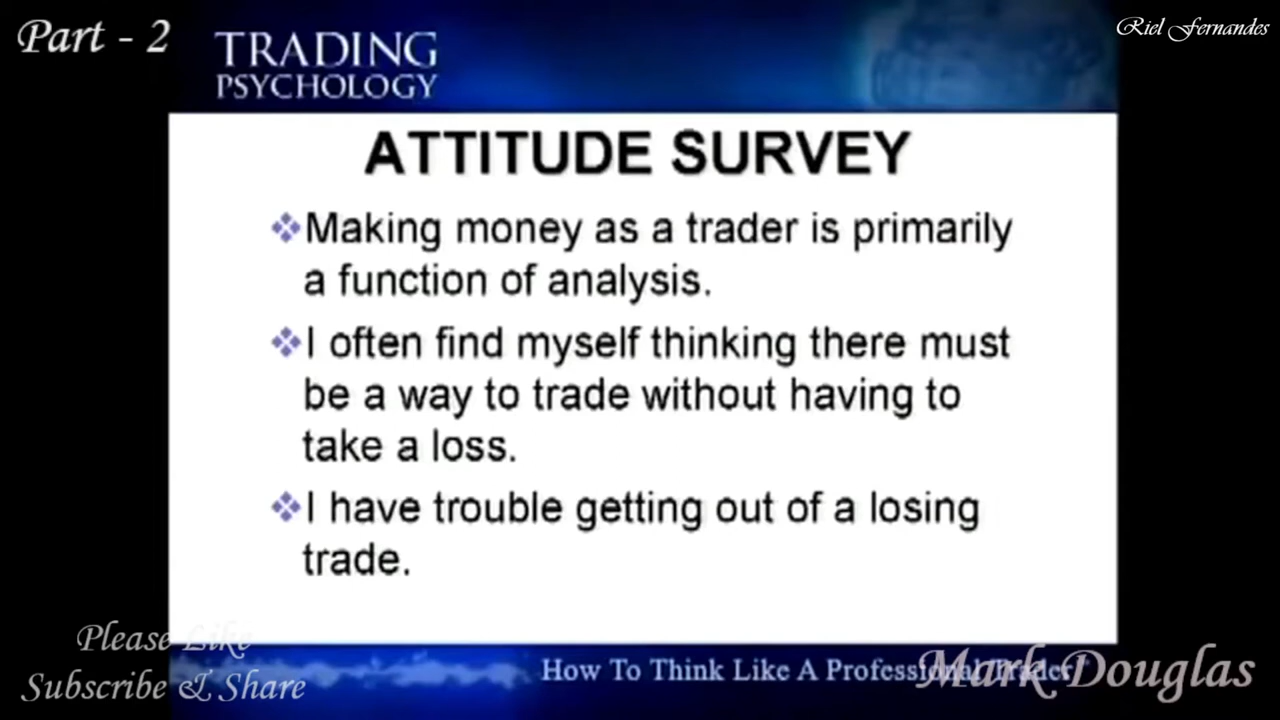 Part - 2
Riel Fernandes
TRADING
PSYCHOLOGY
ATTITUDE SURVEY
Making money as a trader is primarily
a function of analysis.
I often find myself thinking there must
be a way to trade without having to
take a loss.
I have trouble getting out of a losing
trade.
Please Like
Subscribe & Share
How To Think Like A Professional Trader
Mark Douglas